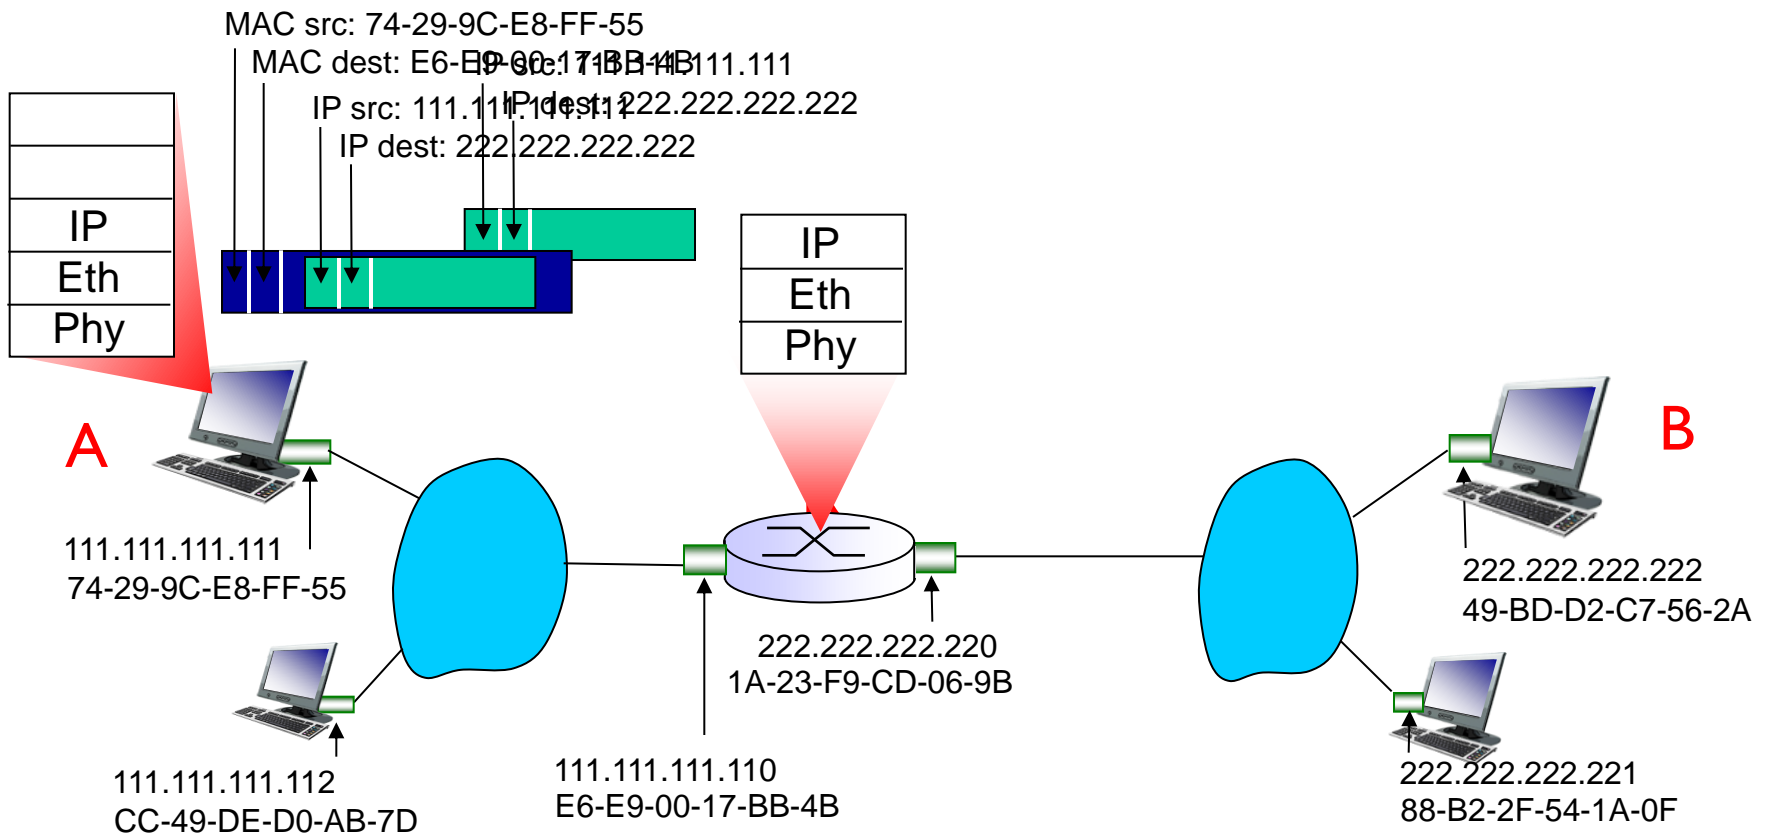 MAC src: 74-29-9C-E8-FF-55
MAC dest: E6-E9-00-17-BB-4B
IP src: 111.111.111.111
IP src: 111.111.111.111
IP dest: 222.222.222.222
IP dest: 222.222.222.222
IP
Eth
Phy
IP
Eth
Phy
A
B
111.111.111.111
74-29-9C-E8-FF-55
222.222.222.222
49-BD-D2-C7-56-2A
222.222.222.220
1A-23-F9-CD-06-9B
111.111.111.112
CC-49-DE-D0-AB-7D
111.111.111.110
E6-E9-00-17-BB-4B
222.222.222.221
88-B2-2F-54-1A-0F